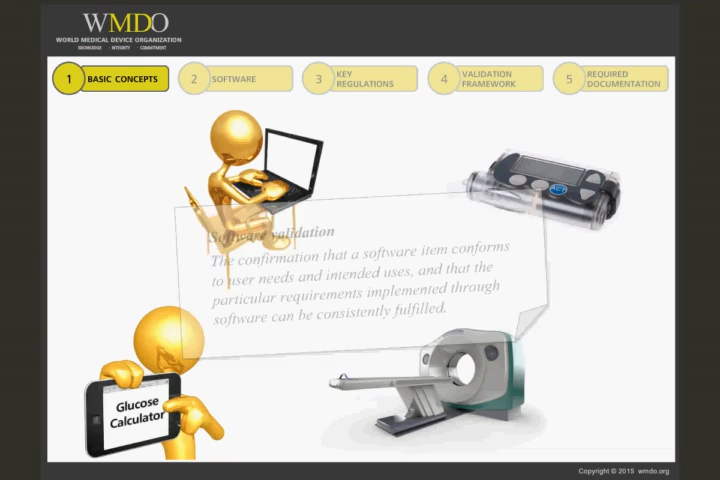 WMDO
WORLD MEDICAL DEVICE ORGANIZATION
KNOWLEDGE · INTEGRITY · COMMITMENT
1 BASIC CONCEPTS
2 SOFTWARE
3 KEY REGULATIONS
4 VALIDATION FRAMEWORK
5 REQUIRED DOCUMENTATION
ACT
Software validation
The confirmation that a software item conforms
to user needs and intended uses, and that the
particular requirements implemented through
software can be consistently fulfilled.
Glucose
Calculator
Copyright © 2015 wmdo.org